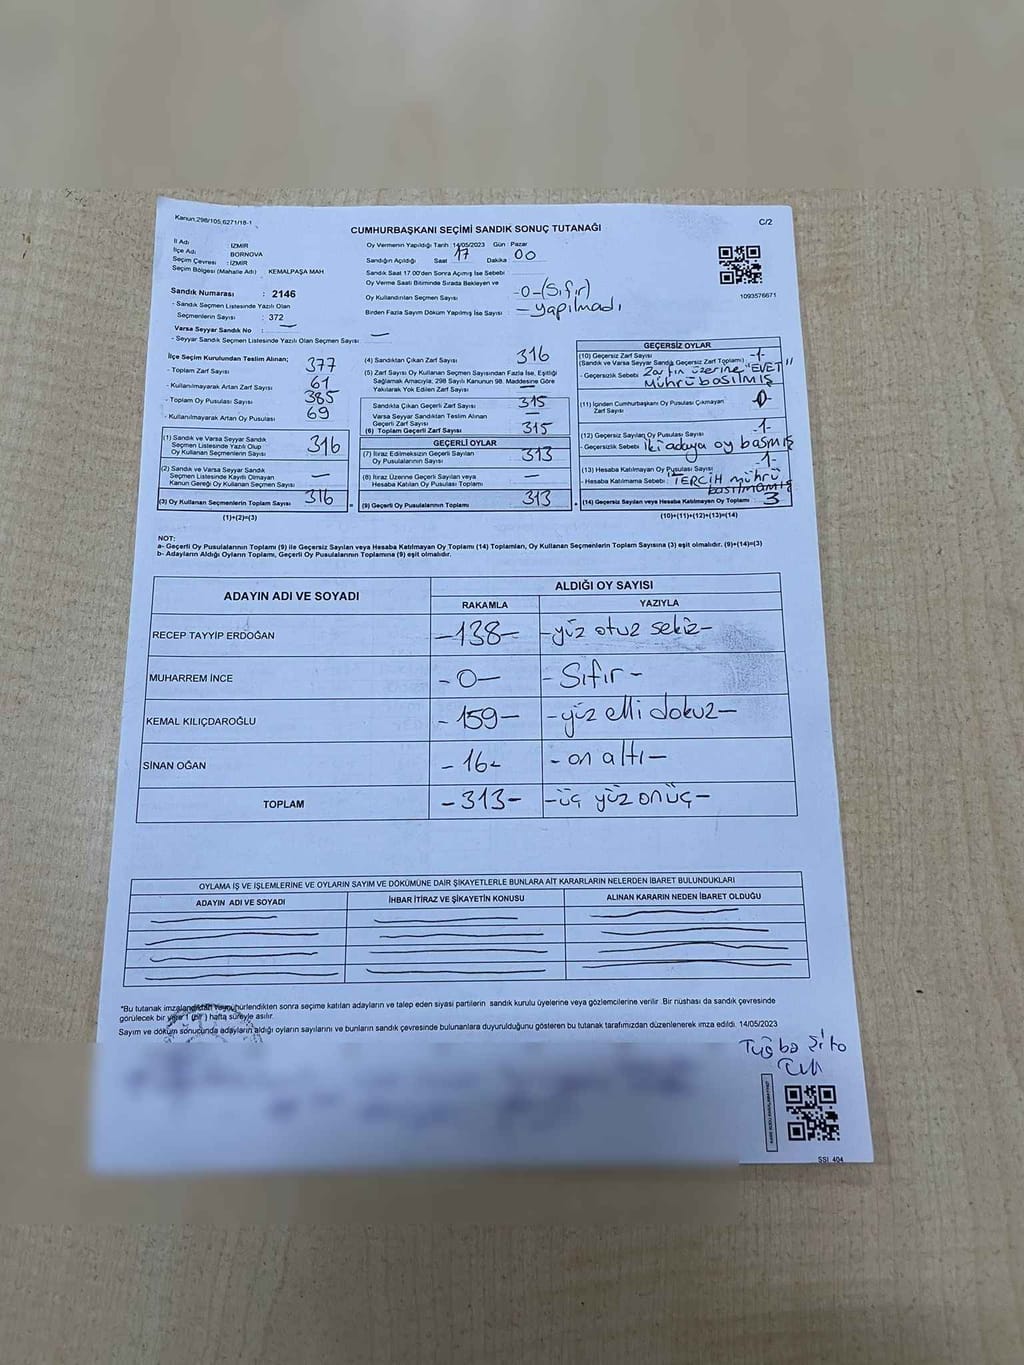 Kanun:298/105,6271/18-1
C/2
CUMHURBAŞKANI SEÇİMİ SANDIK SONUÇ TUTANAĞI
İl Adı : İZMİR
İlçe Adı : BORNOVA
Seçim Çevresi : İZMİR
Seçim Bölgesi (Mahalle Adı) : KEMALPAŞA MAH
Sandık Numarası : 2146
- Sandık Seçmen Listesinde Yazılı Olan
Seçmenlerin Sayısı : 372
Varsa Seyyar Sandık No : —
- Seyyar Sandık Seçmen Listesinde Yazılı Olan Seçmen Sayısı : —
Oy Vermenin Yapıldığı Tarih : 14/05/2023 Gün : Pazar
Sandığın Açıldığı Saat 17 Dakika 00
Sandık Saat 17:00'den Sonra Açılmış İse Sebebi
Oy Verme Saati Bitiminde Sırada Bekleyen ve
Oy Kullandırılan Seçmen Sayısı -0-(Sıfır)
Birden Fazla Sayım Döküm Yapılmış İse Sayısı : — yapılmadı
1093576671
İlçe Seçim Kurulundan Teslim Alınan;
- Toplam Zarf Sayısı 377
- Kullanılmayarak Artan Zarf Sayısı 61
- Toplam Oy Pusulası Sayısı 385
- Kullanılmayarak Artan Oy Pusulası 69
(1) Sandık ve Varsa Seyyar Sandık
Seçmen Listesinde Yazılı Olup
Oy Kullanan Seçmenlerin Sayısı 316
(2) Sandık ve Varsa Seyyar Sandık
Seçmen Listesinde Kayıtlı Olmayan
Kanun Gereği Oy Kullanan Seçmen Sayısı —
(3) Oy Kullanan Seçmenlerin Toplam Sayısı 316
(1)+(2)=(3)
(4) Sandıktan Çıkan Zarf Sayısı 316
(5) Zarf Sayısı Oy Kullanan Seçmen Sayısından Fazla İse, Eşitliği
Sağlamak Amacıyla, 298 Sayılı Kanunun 98. Maddesine Göre
Yakılarak Yok Edilen Zarf Sayısı —
Sandıkta Çıkan Geçerli Zarf Sayısı 315
Varsa Seyyar Sandıktan Teslim Alınan
Geçerli Zarf Sayısı —
(6) Toplam Geçerli Zarf Sayısı 315
GEÇERLİ OYLAR
(7) İtiraz Edilmeksizin Geçerli Sayılan
Oy Pusulalarının Sayısı 313
(8) İtiraz Üzerine Geçerli Sayılan veya
Hesaba Katılan Oy Pusulası Toplamı —
= (9) Geçerli Oy Pusulalarının Toplamı 313
GEÇERSİZ OYLAR
(10) Geçersiz Zarf Sayısı -1-
(Sandık ve Varsa Seyyar Sandık Geçersiz Zarf Toplamı)
- Geçersizlik Sebebi : Zarfın üzerine "EVET"
Mührü basılmış
(11) İçinden Cumhurbaşkanı Oy Pusulası Çıkmayan
Zarf Sayısı -0-
(12) Geçersiz Sayılan Oy Pusulası Sayısı -1-
- Geçersizlik Sebebi : iki adaya oy basmış
(13) Hesaba Katılmayan Oy Pusulası Sayısı -1-
- Hesaba Katılmama Sebebi : TERCİH mührü
basılmamış
+ (14) Geçersiz Sayılan veya Hesaba Katılmayan Oy Toplamı 3
(10)+(11)+(12)+(13)=(14)
NOT:
a- Geçerli Oy Pusulalarının Toplamı (9) ile Geçersiz Sayılan veya Hesaba Katılmayan Oy Toplamı (14) Toplamları, Oy Kullanan Seçmenlerin Toplam Sayısına (3) eşit olmalıdır. (9)+(14)=(3)
b- Adayların Aldığı Oyların Toplamı, Geçerli Oy Pusulalarının Toplamına (9) eşit olmalıdır.
ADAYIN ADI VE SOYADI
ALDIĞI OY SAYISI
RAKAMLA YAZIYLA
RECEP TAYYİP ERDOĞAN -138- -yüz otuz sekiz-
MUHARREM İNCE -0- -Sıfır-
KEMAL KILIÇDAROĞLU -159- -yüz elli dokuz-
SİNAN OĞAN -16- -on altı-
TOPLAM -313- -üç yüz onüç-
OYLAMA İŞ VE İŞLEMLERİNE VE OYLARIN SAYIM VE DÖKÜMÜNE DAİR ŞİKAYETLERLE BUNLARA AİT KARARLARIN NELERDEN İBARET BULUNDUKLARI
ADAYIN ADI VE SOYADI İHBAR İTİRAZ VE ŞİKAYETİN KONUSU ALINAN KARARIN NEDEN İBARET OLDUĞU
*Bu tutanak imzalandıktan ve mühürlendikten sonra seçime katılan adayların ve talep eden siyasi partilerin sandık kurulu üyelerine veya gözlemcilerine verilir. Bir nüshası da sandık çevresinde
görülecek bir yere 1 (bir) hafta süreyle asılır.
Sayım ve döküm sonucunda adayların aldığı oyların sayılarını ve bunların sandık çevresinde bulunanlara duyurulduğunu gösteren bu tutanak tarafımızdan düzenlenerek imza edildi. 14/05/2023
SSİ 404